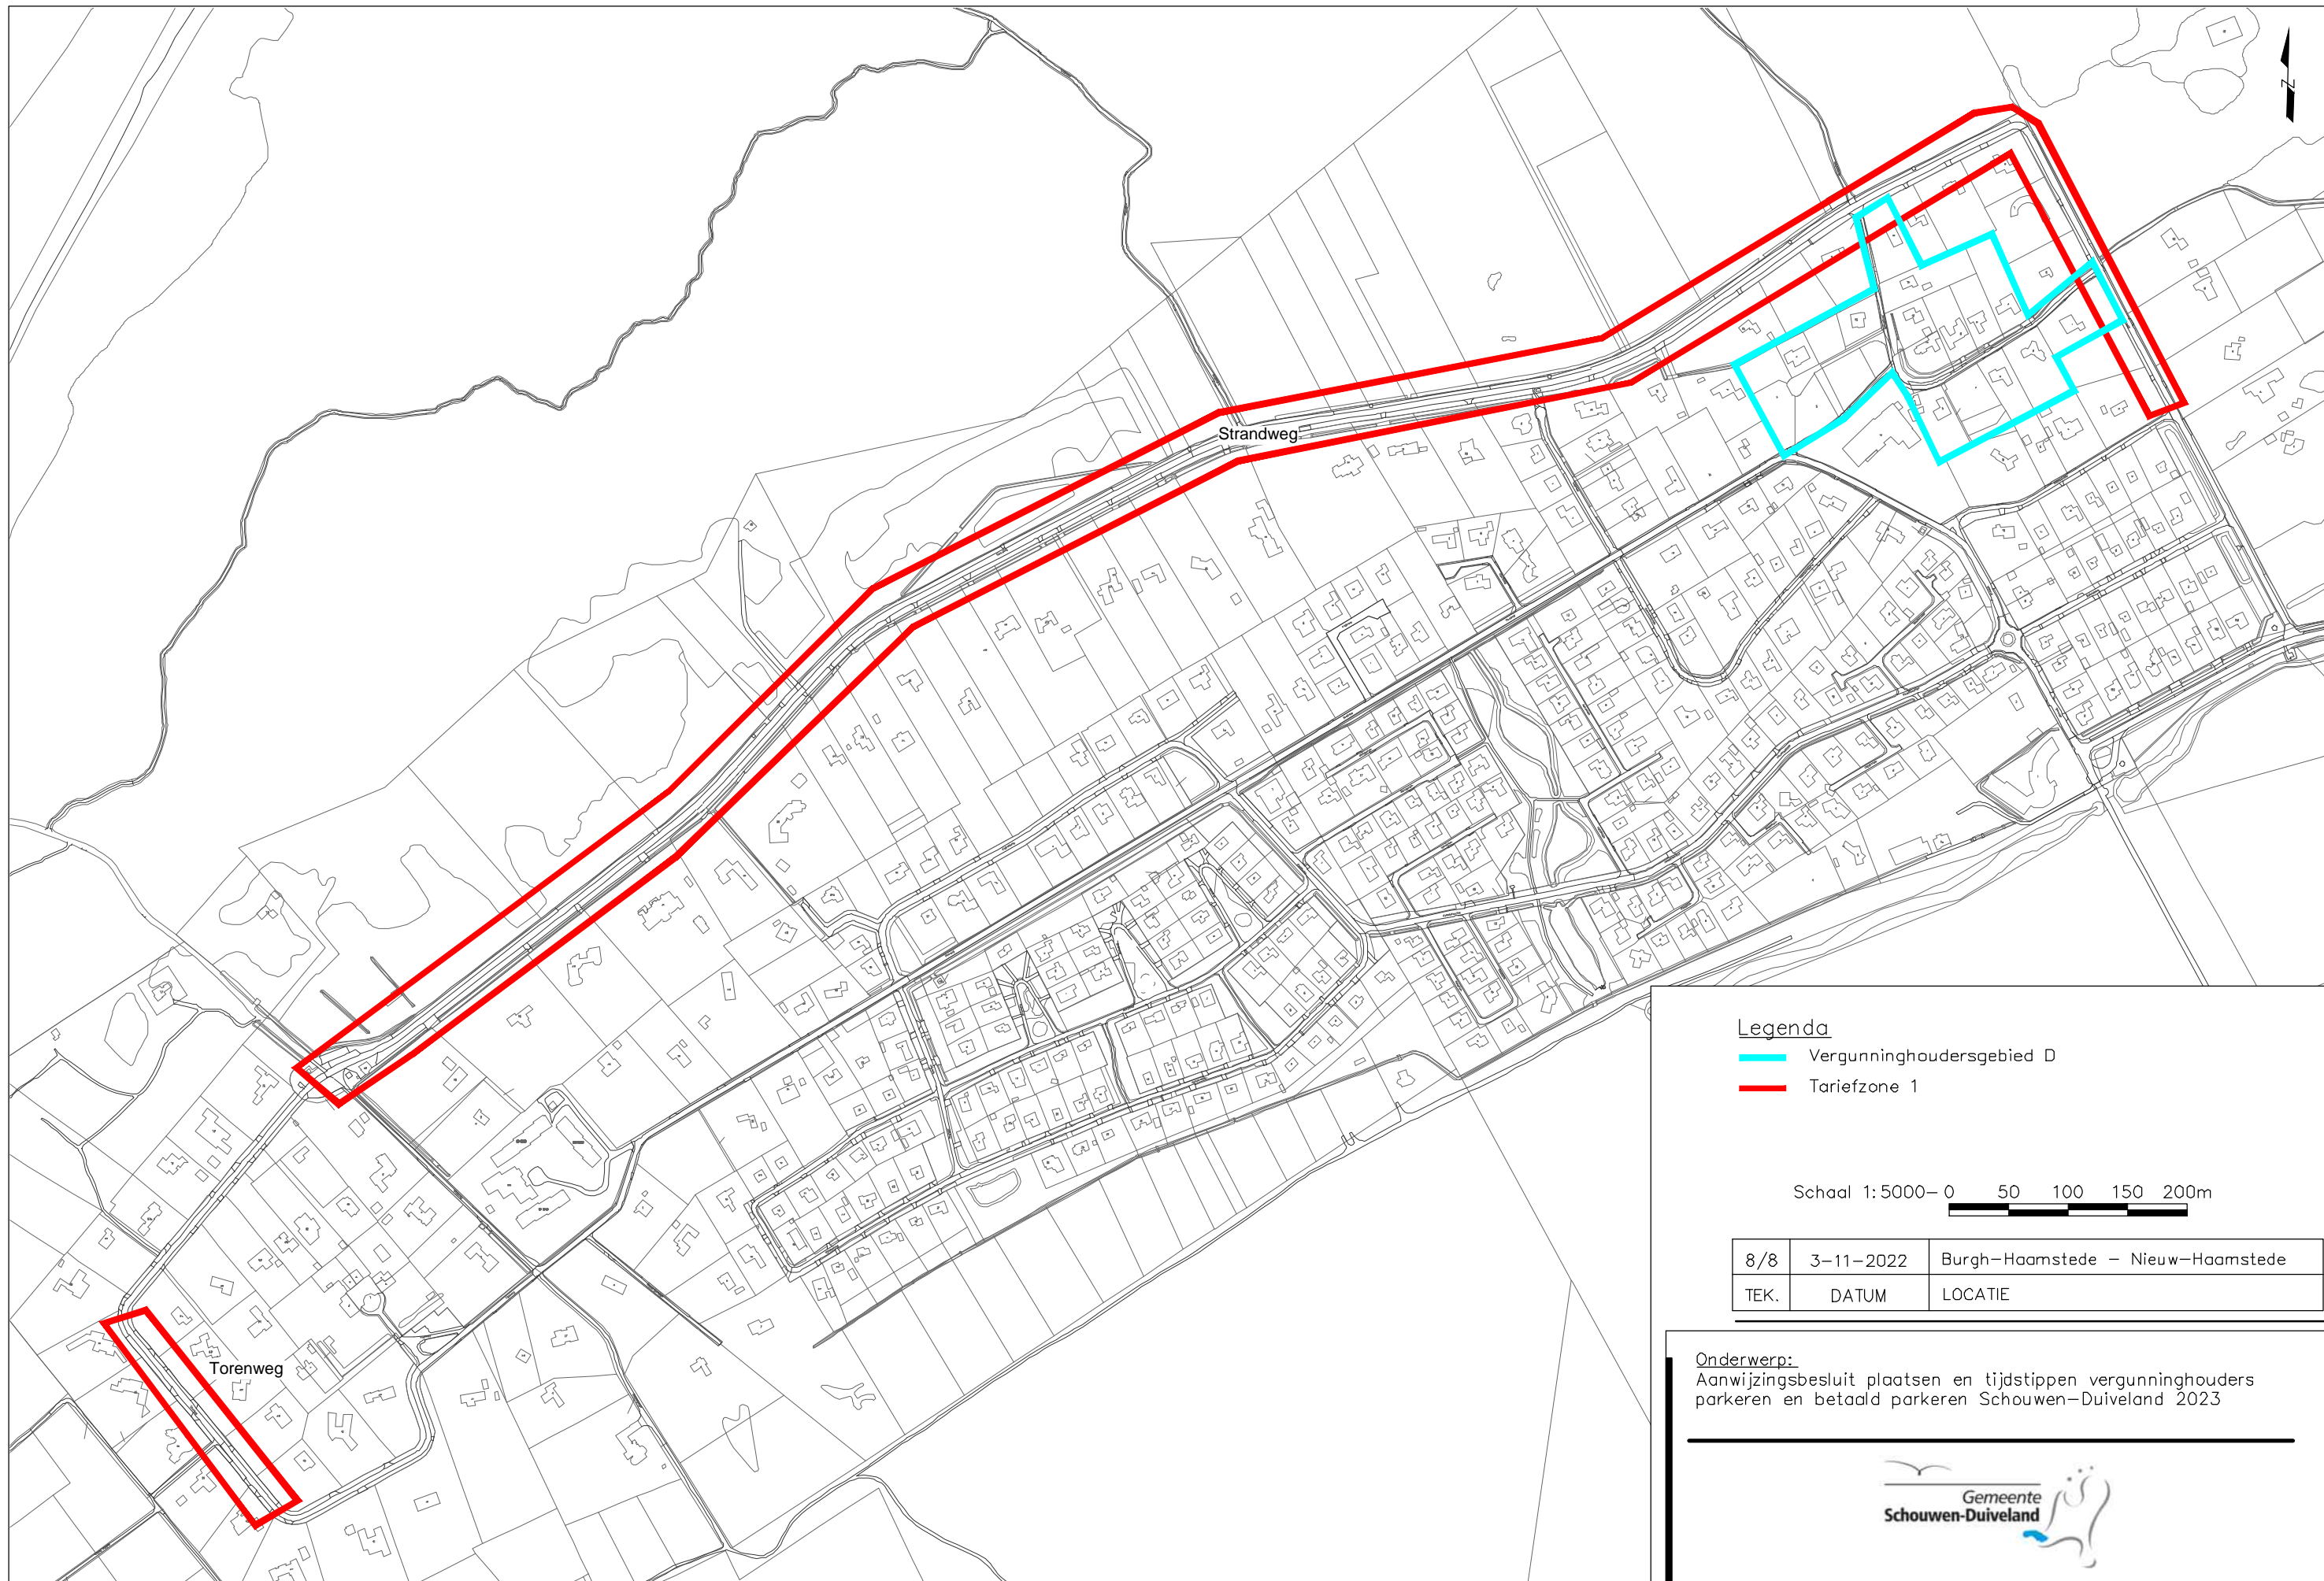 Z
Strandweg
Torenweg
Legenda
Vergunninghoudersgebied D
Tariefzone 1
Schaal 1:5000- 0 50 100 150 200m
8/8 3-11-2022 Burgh-Haamstede - Nieuw-Haamstede
TEK. DATUM LOCATIE
Onderwerp:
Aanwijzingsbesluit plaatsen en tijdstippen vergunninghouders
parkeren en betaald parkeren Schouwen-Duiveland 2023
Gemeente
Schouwen-Duiveland